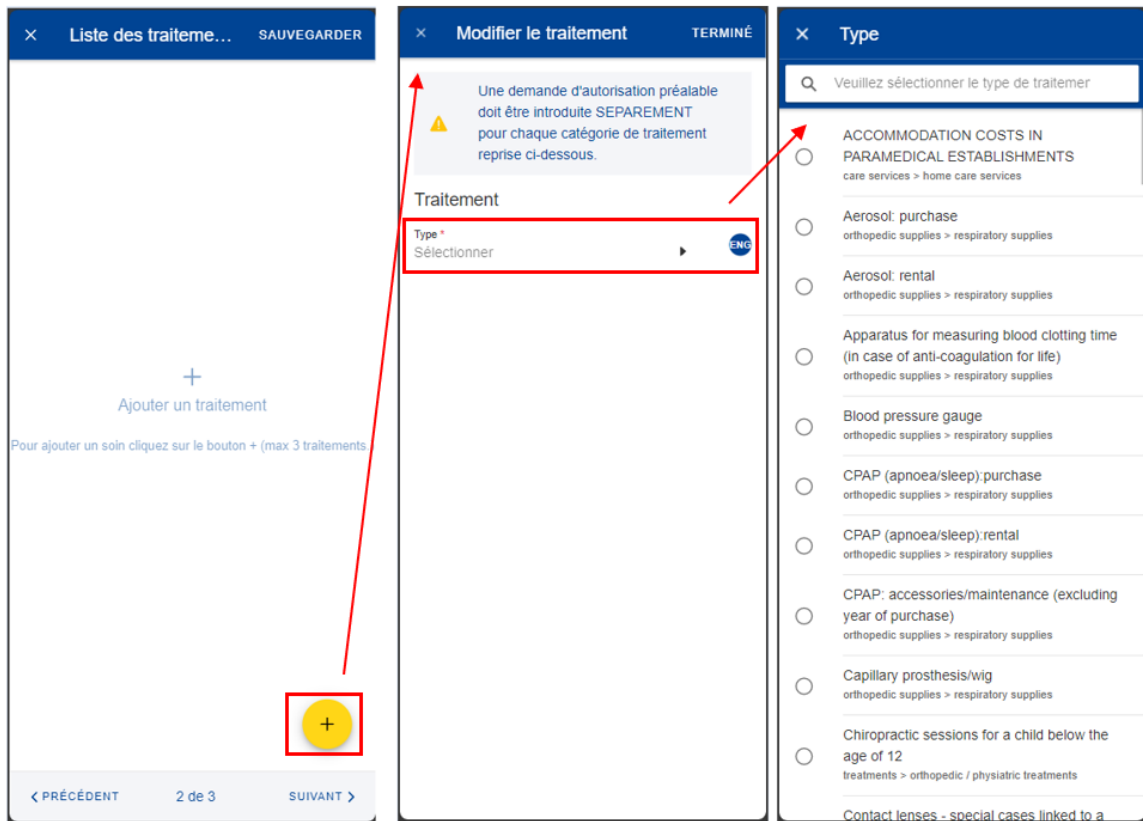 × Liste des traiteme... SAUVEGARDER
+
Ajouter un traitement
Pour ajouter un soin cliquez sur le bouton + (max 3 traitements.
+
PRÉCÉDENT 2 de 3 SUIVANT
× Modifier le traitement TERMINÉ
Une demande d'autorisation préalable
doit être introduite SEPAREMENT
pour chaque catégorie de traitement
reprise ci-dessous.
Traitement
Type *
Sélectionner ENG
× Type
Veuillez sélectionner le type de traitemer
ACCOMMODATION COSTS IN
PARAMEDICAL ESTABLISHMENTS
care services > home care services
Aerosol: purchase
orthopedic supplies > respiratory supplies
Aerosol: rental
orthopedic supplies > respiratory supplies
Apparatus for measuring blood clotting time
(in case of anti-coagulation for life)
orthopedic supplies > respiratory supplies
Blood pressure gauge
orthopedic supplies > respiratory supplies
CPAP (apnoea/sleep):purchase
orthopedic supplies > respiratory supplies
CPAP (apnoea/sleep):rental
orthopedic supplies > respiratory supplies
CPAP: accessories/maintenance (excluding
year of purchase)
orthopedic supplies > respiratory supplies
Capillary prosthesis/wig
orthopedic supplies > respiratory supplies
Chiropractic sessions for a child below the
age of 12
treatments > orthopedic / physiatric treatments
Contact lenses - special cases linked to a